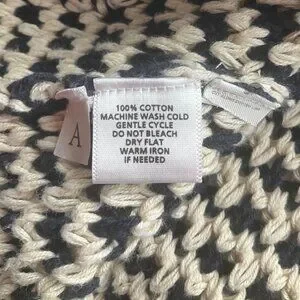 A
100% COTTON
MACHINE WASH COLD
GENTLE CYCLE
DO NOT BLEACH
DRY FLAT
WARM IRON
IF NEEDED